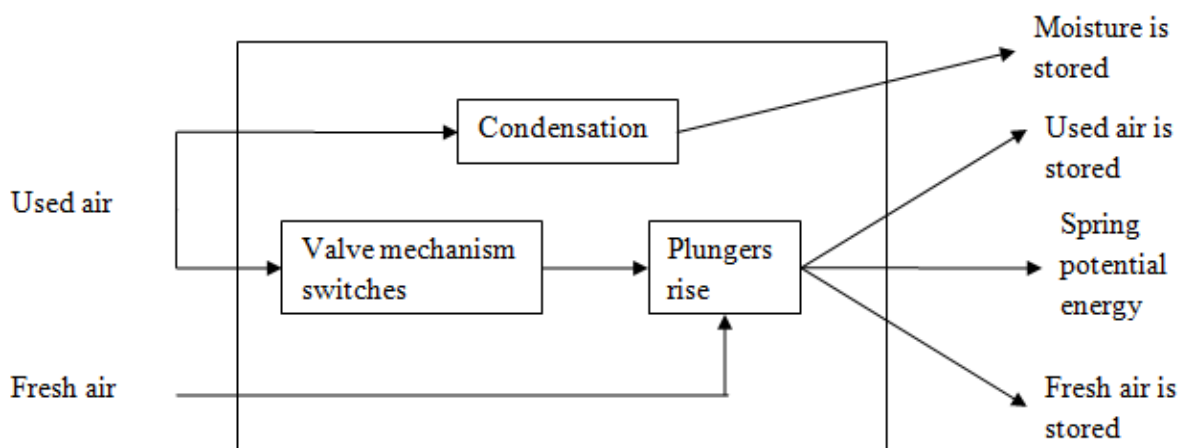 Moisture is
stored
Condensation
Used air is
stored
Used air
Valve mechanism
switches
Plungers
rise
Spring
potential
energy
Fresh air
Fresh air is
stored